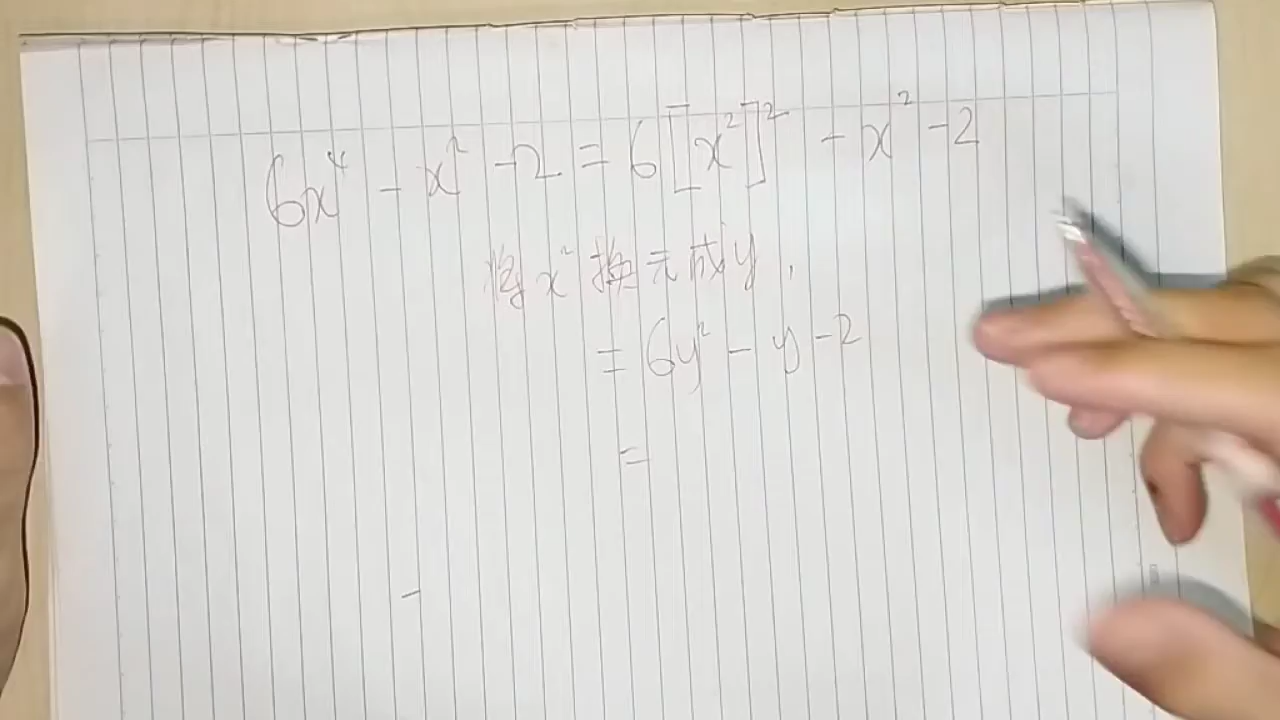 6x⁴ - x² - 2 = 6[x²]² - x² - 2
将x²换元成y,
= 6y² - y - 2
=
-